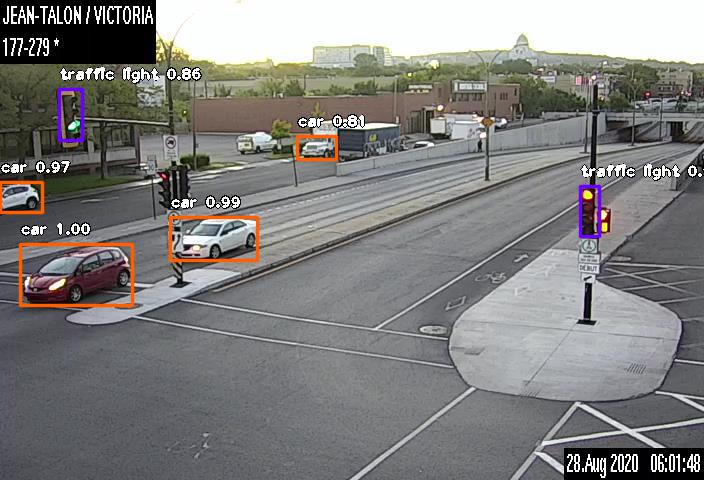 JEAN-TALON / VICTORIA
177-279 *
traffic light 0.86
car 0.81
car 0.97
traffic light 0.
car 0.99
car 1.00
DÉBUT
28.Aug 2020 06:01:48